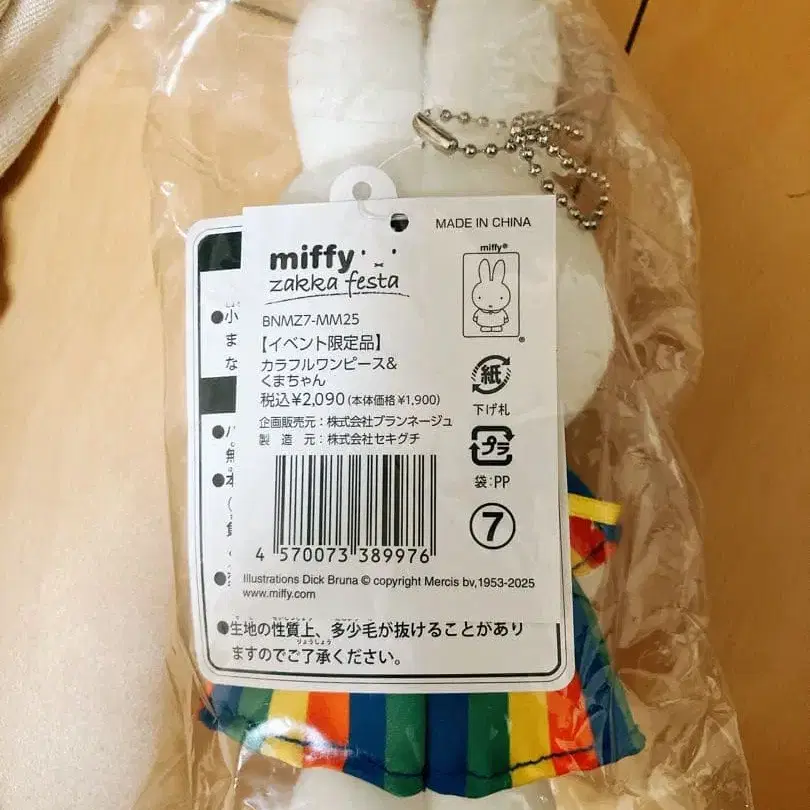 MADE IN CHINA
miffy
zakka festa
miffy®
BNMZ7-MM25
【イベント限定品】
カラフルワンピース&
くまちゃん
税込¥2,090(本体価格 ¥1,900)
企画販売元:株式会社ブランネージュ
製造元:株式会社セキグチ
紙
下げ札
プラ
袋:PP
7
4 570073 389976
Illustrations Dick Bruna © copyright Mercis bv,1953-2025
www.miffy.com
●小
ま
な
●
無
●本
●
●生地の性質上、多少毛が抜けることがあり
ますのでご了承ください。